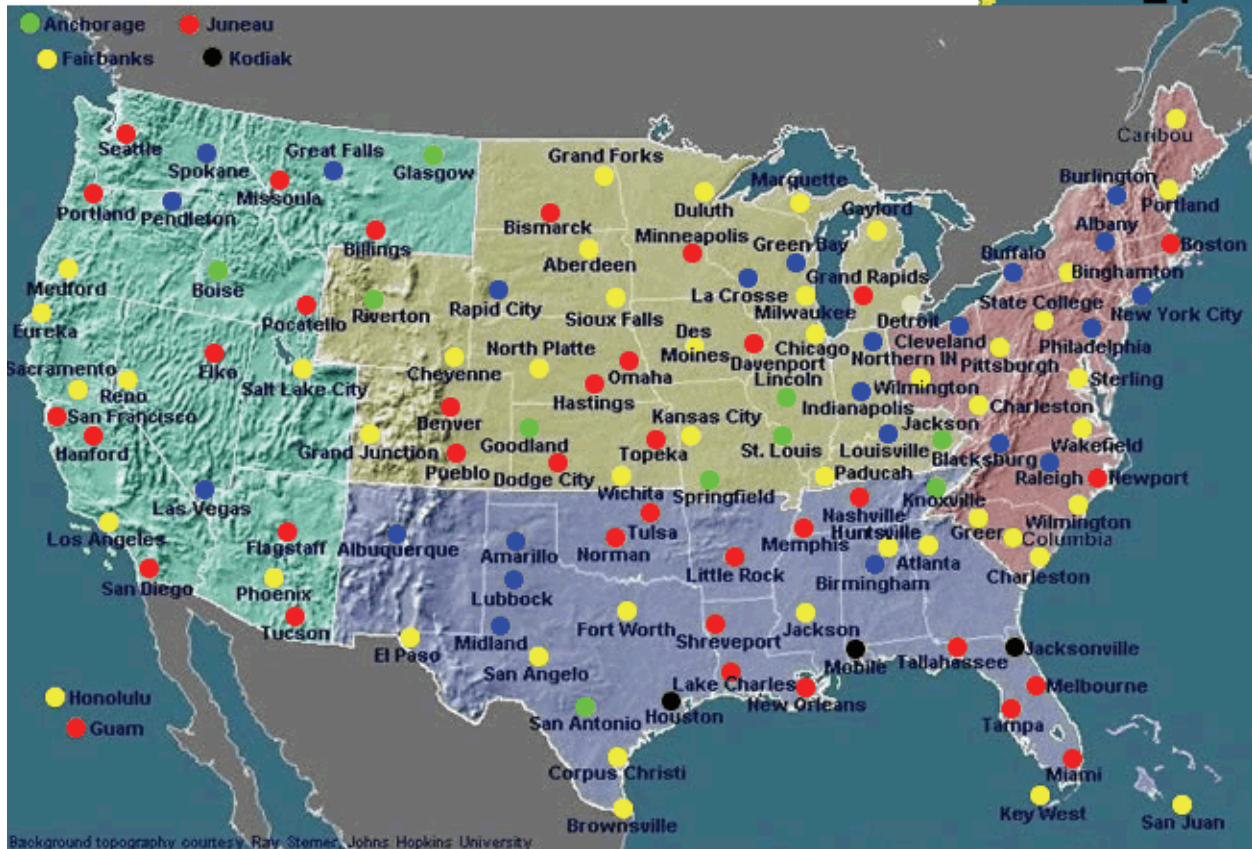 Anchorage
Juneau
Fairbanks
Kodiak
Caribou
Seattle
Spokane
Great Falls
Glasgow
Grand Forks
Missoula
Marquette
Burlington
Portland
Pendleton
Duluth
Gaylord
Portland
Bismarck
Minneapolis
Albany
Billings
Green Bay
Buffalo
Boston
Aberdeen
Grand Rapids
Binghamton
Medford
Boise
La Crosse
Riverton
Rapid City
Milwaukee
State College
New York City
Eureka
Pocatello
Sioux Falls
Detroit
Des
Moines
Cleveland
Philadelphia
North Platte
Chicago
Northern IN
Pittsburgh
Sacramento
Elko
Cheyenne
Davenport
Reno
Salt Lake City
Omaha
Lincoln
Wilmington
Sterling
Hastings
Indianapolis
Charleston
San Francisco
Denver
Kansas City
Jackson
Goodland
Wakefield
Hanford
Grand Junction
Topeka
St. Louis
Louisville
Blacksburg
Pueblo
Dodge City
Paducah
Raleigh
Newport
Wichita
Springfield
Knoxville
Las Vegas
Nashville
Wilmington
Tulsa
Huntsville
Greer
Los Angeles
Flagstaff
Albuquerque
Amarillo
Norman
Memphis
Columbia
Atlanta
Little Rock
Birmingham
Charleston
San Diego
Phoenix
Lubbock
Tucson
Midland
Fort Worth
Shreveport
Jackson
El Paso
San Angelo
Mobile
Tallahassee
Jacksonville
Honolulu
Lake Charles
Melbourne
New Orleans
Guam
San Antonio
Houston
Tampa
Corpus Christi
Miami
Key West
San Juan
Brownsville
Background topography courtesy Ray Sterner, Johns Hopkins University